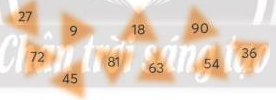 27 9 18 90
72 45 81 63 54 36
Chân trời sáng tạo